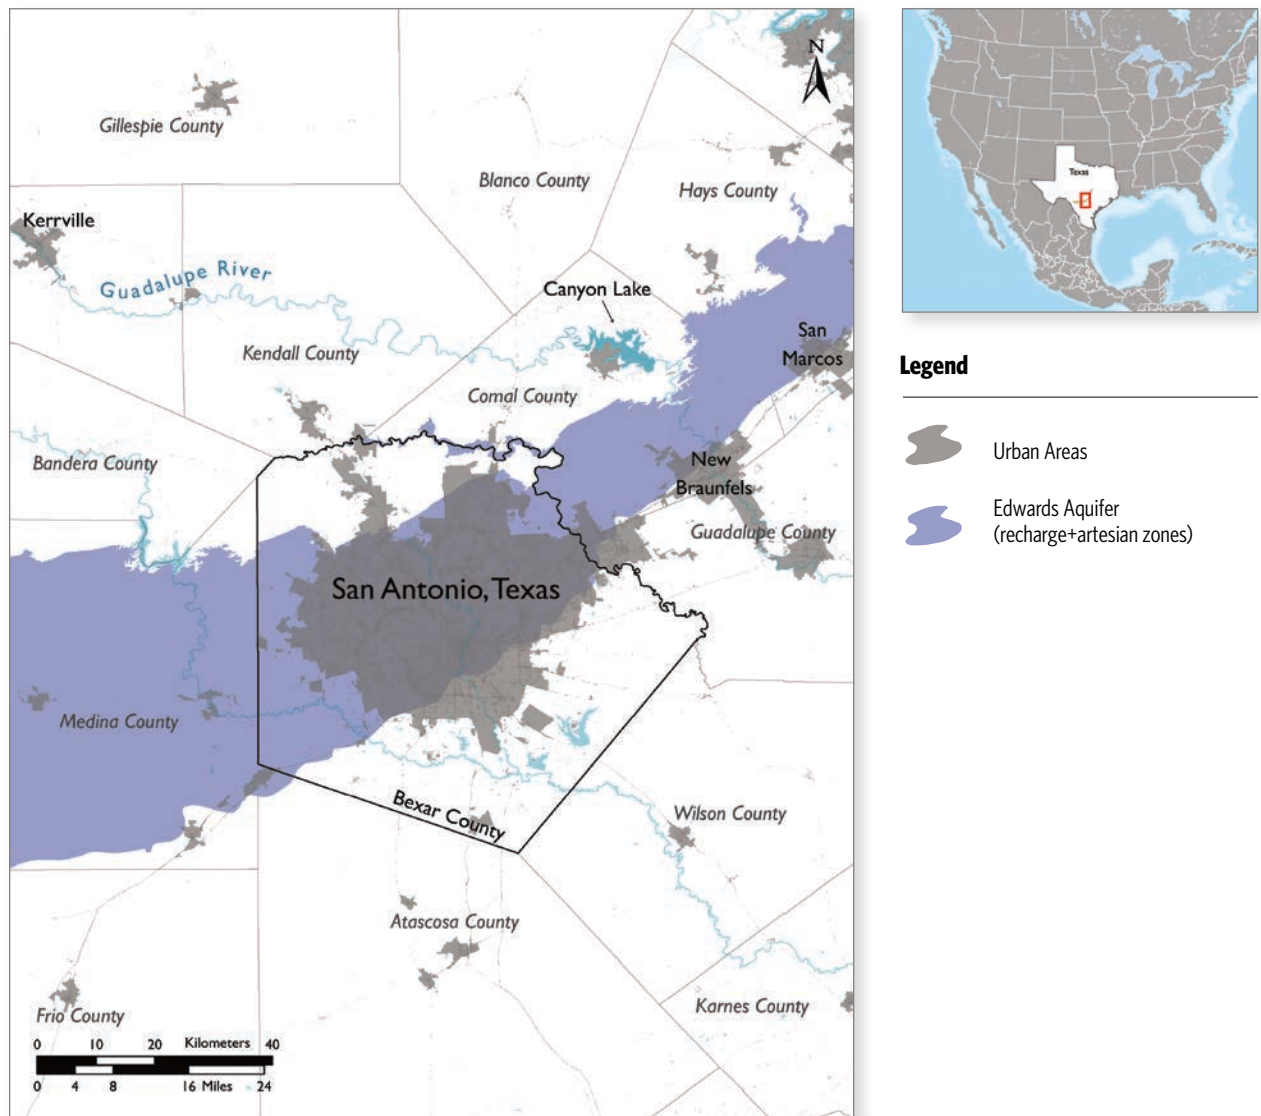 N
Gillespie County
Blanco County
Hays County
Kerrville
Guadalupe River
Canyon Lake
San
Marcos
Kendall County
Comal County
Bandera County
New
Braunfels
Guadalupe County
San Antonio, Texas
Medina County
Bexar County
Wilson County
Atascosa County
Karnes County
Frio County
0 10 20 Kilometers 40
0 4 8 16 Miles 24
Texas
Legend
Urban Areas
Edwards Aquifer
(recharge+artesian zones)